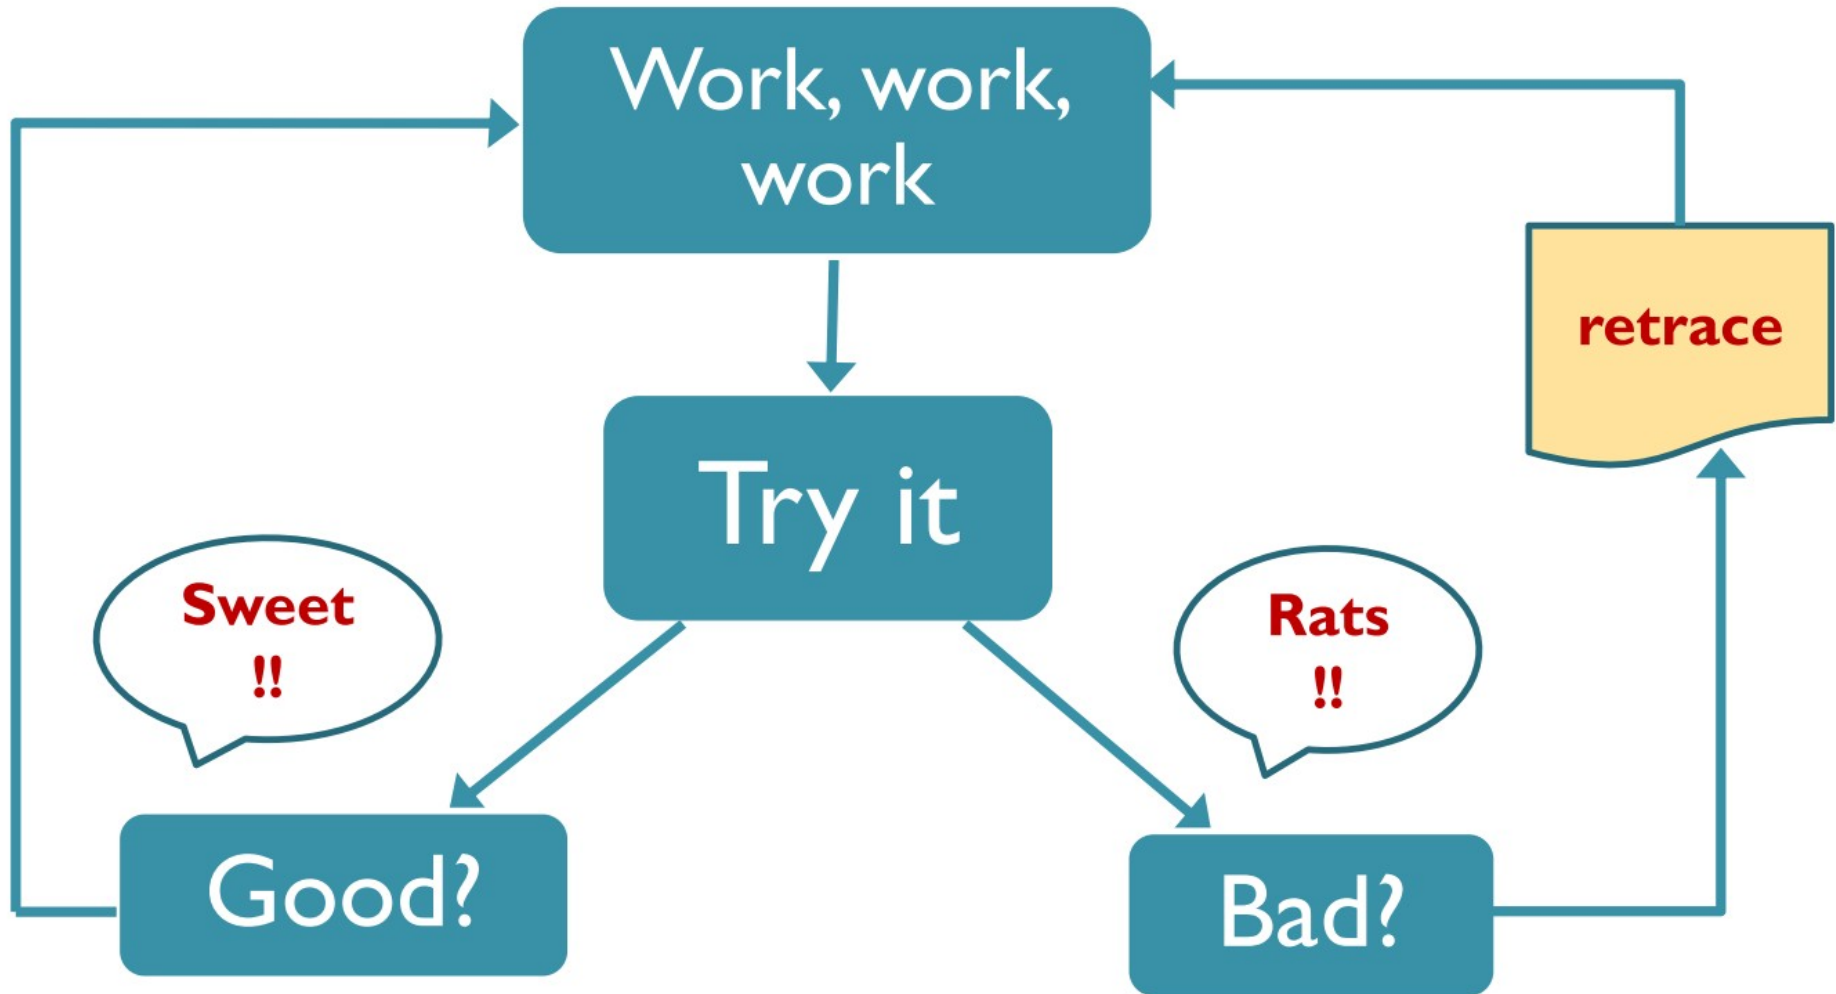 Work, work,
work
retrace
Try it
Sweet
!!
Rats
!!
Good?
Bad?